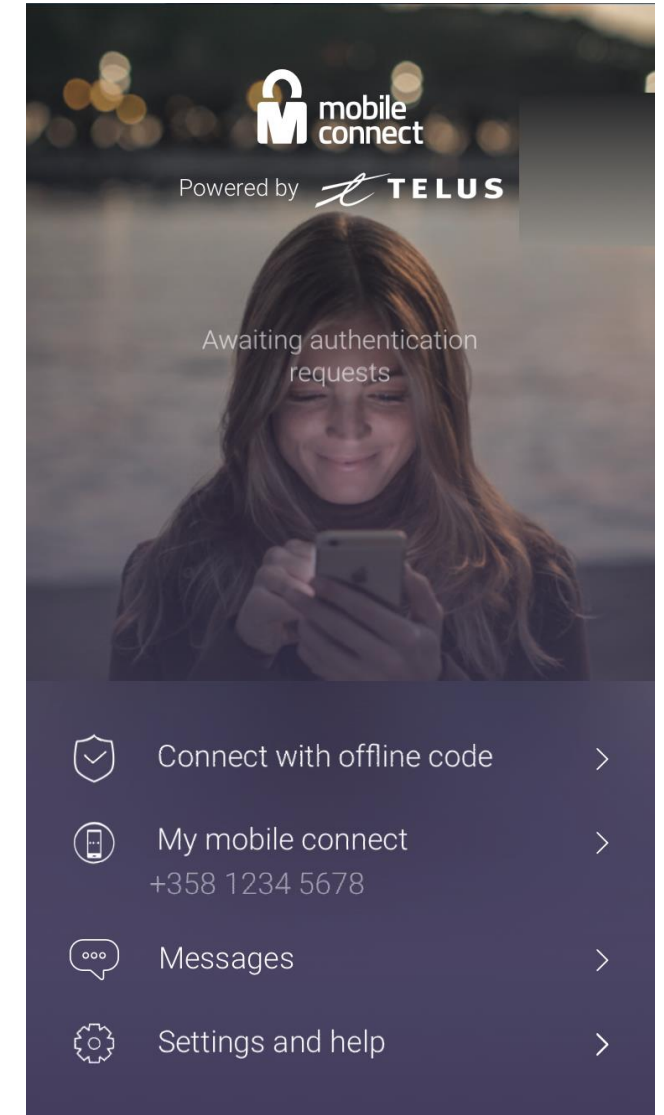 mobile
connect
Powered by TELUS
Awaiting authentication
requests
Connect with offline code
My mobile connect
+358 1234 5678
Messages
Settings and help